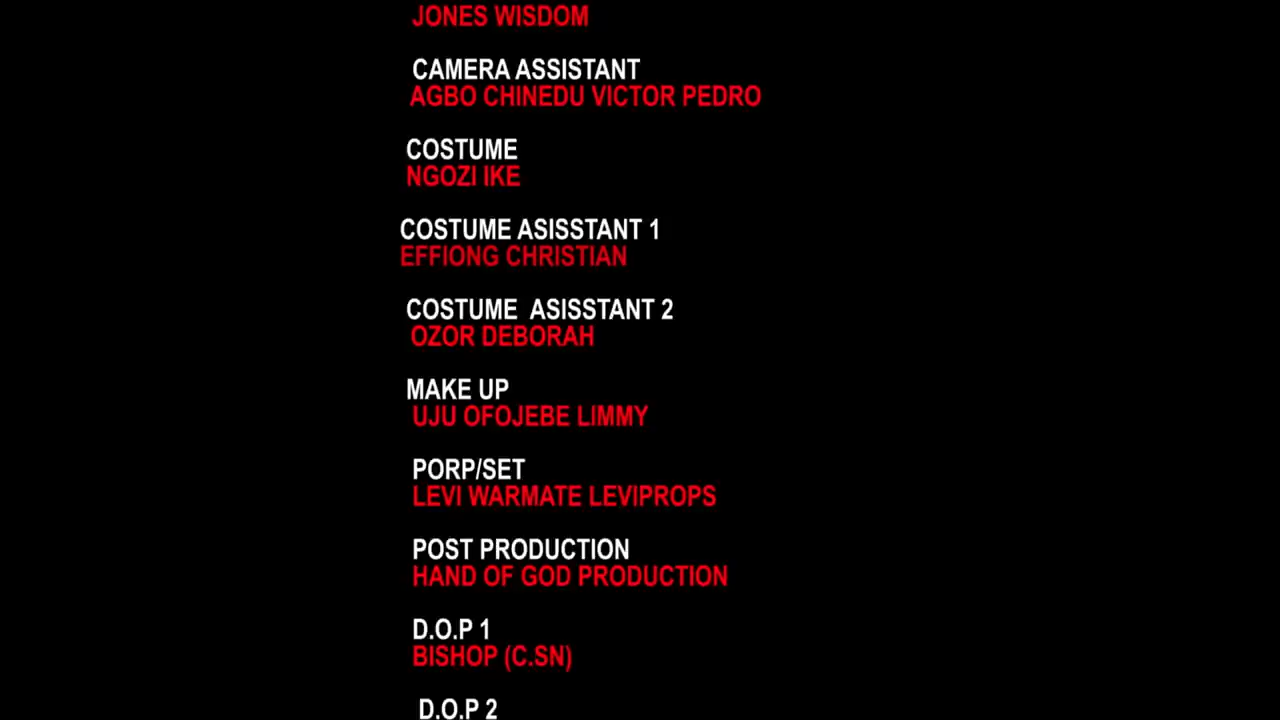 JONES WISDOM
CAMERA ASSISTANT
AGBO CHINEDU VICTOR PEDRO
COSTUME
NGOZI IKE
COSTUME ASISSTANT 1
EFFIONG CHRISTIAN
COSTUME ASISSTANT 2
OZOR DEBORAH
MAKE UP
UJU OFOJEBE LIMMY
PORP/SET
LEVI WARMATE LEVIPROPS
POST PRODUCTION
HAND OF GOD PRODUCTION
D.O.P 1
BISHOP (C.SN)
D.O.P 2